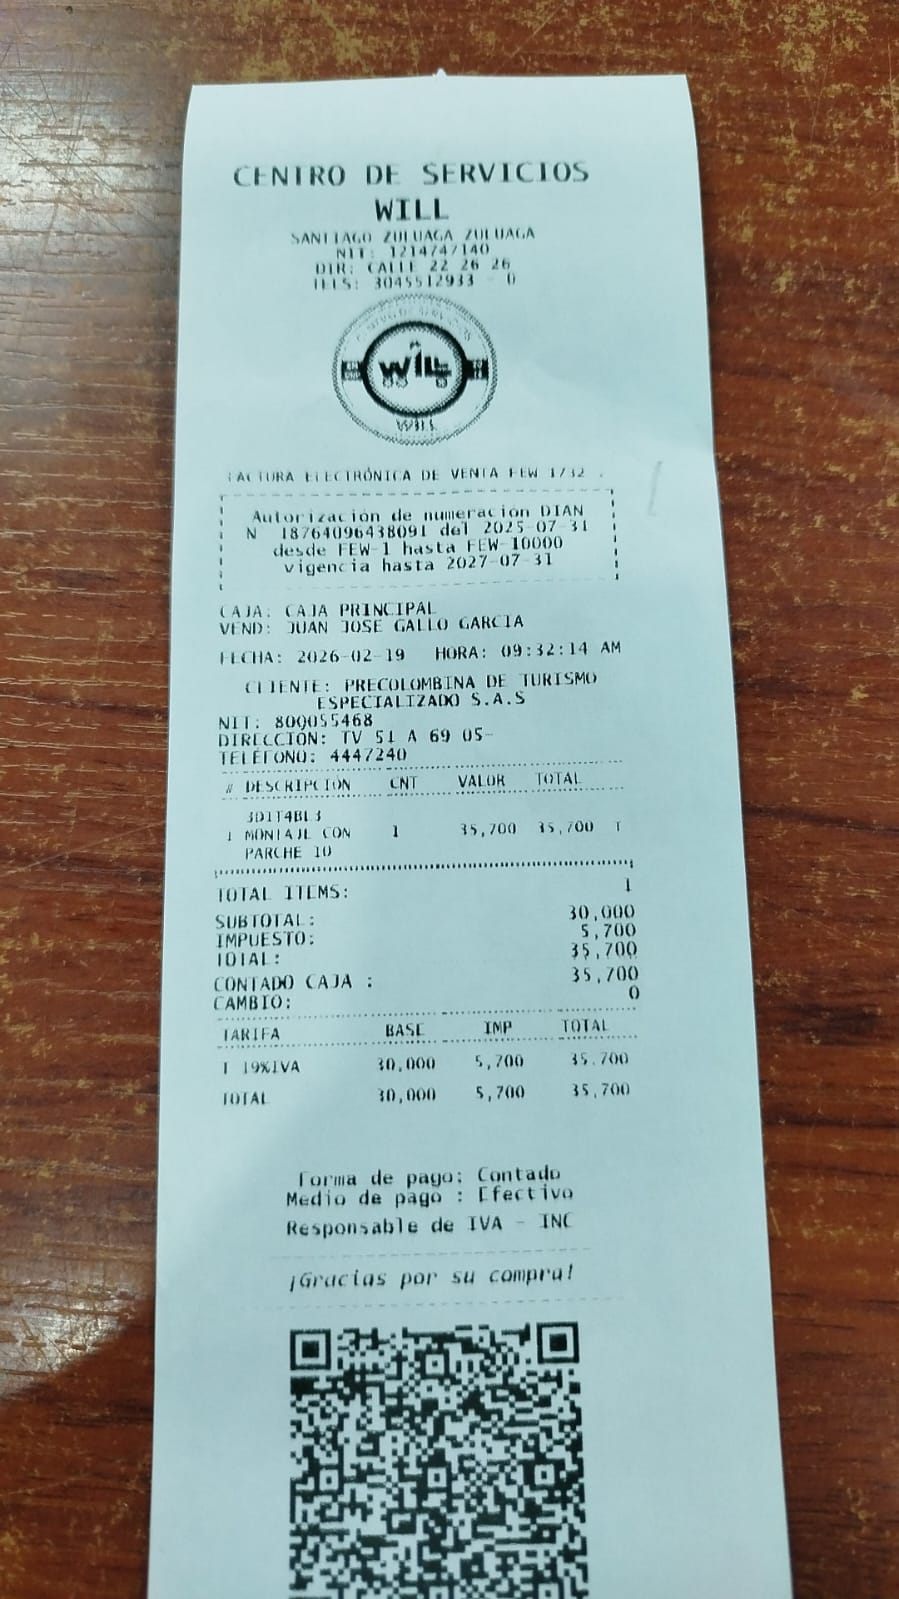 CENTRO DE SERVICIOS
WILL
SANTIAGO ZULUAGA ZULUAGA
NIT: 1214747140
DIR: CALLE 22 26 26
TELS: 3045512933 - 0
WILL
WILL
FACTURA ELECTRÓNICA DE VENTA FEW 1732
Autorización de numeración DIAN
N 18764096438091 del 2025-07-31
desde FEW-1 hasta FEW-10000
vigencia hasta 2027-07-31
CAJA: CAJA PRINCIPAL
VEND: JUAN JOSE GALLO GARCIA
FECHA: 2026-02-19 HORA: 09:32:14 AM
CLIENTE: PRECOLOMBINA DE TURISMO
ESPECIALIZADO S.A.S
NIT: 800055468
DIRECCION: TV 51 A 69 05-
TELÉFONO: 4447240
# DESCRIPCIÓN CNT VALOR TOTAL
1 MONTAJE CON 1 35,700 35,700 T
PARCHE 10
TOTAL ITEMS: 1
SUBTOTAL: 30,000
IMPUESTO: 5,700
TOTAL: 35,700
CONTADO CAJA : 35,700
CAMBIO: 0
TARIFA BASE IMP TOTAL
T 19%IVA 30,000 5,700 35.700
TOTAL 30,000 5,700 35,700
Forma de pago: Contado
Medio de pago : Efectivo
Responsable de IVA - INC
¡Gracias por su compra!